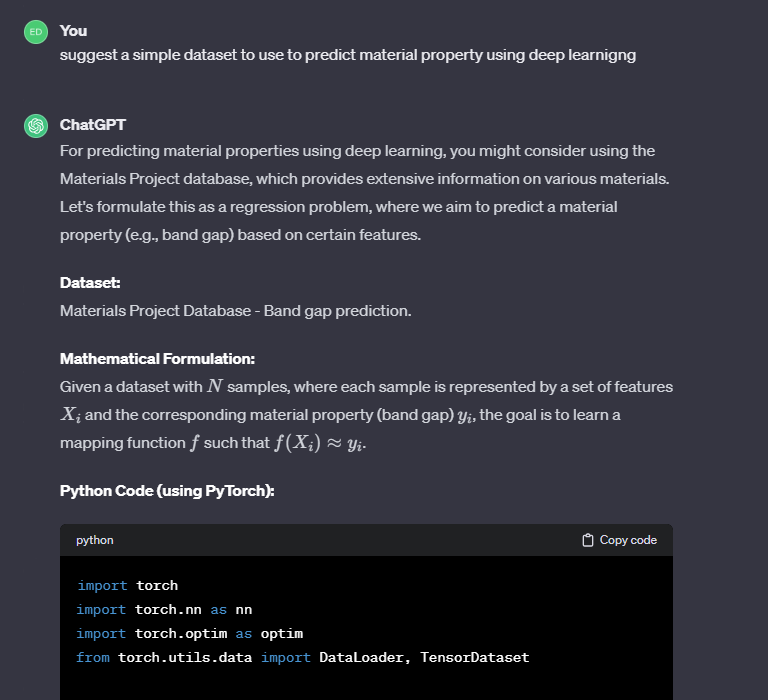 ED
You
suggest a simple dataset to use to predict material property using deep learnigng
ChatGPT
For predicting material properties using deep learning, you might consider using the
Materials Project database, which provides extensive information on various materials.
Let's formulate this as a regression problem, where we aim to predict a material
property (e.g., band gap) based on certain features.
Dataset:
Materials Project Database - Band gap prediction.
Mathematical Formulation:
Given a dataset with N samples, where each sample is represented by a set of features
Xᵢ and the corresponding material property (band gap) yᵢ, the goal is to learn a
mapping function f such that f(Xᵢ) ≈ yᵢ.
Python Code (using PyTorch):
python Copy code
import torch
import torch.nn as nn
import torch.optim as optim
from torch.utils.data import DataLoader, TensorDataset